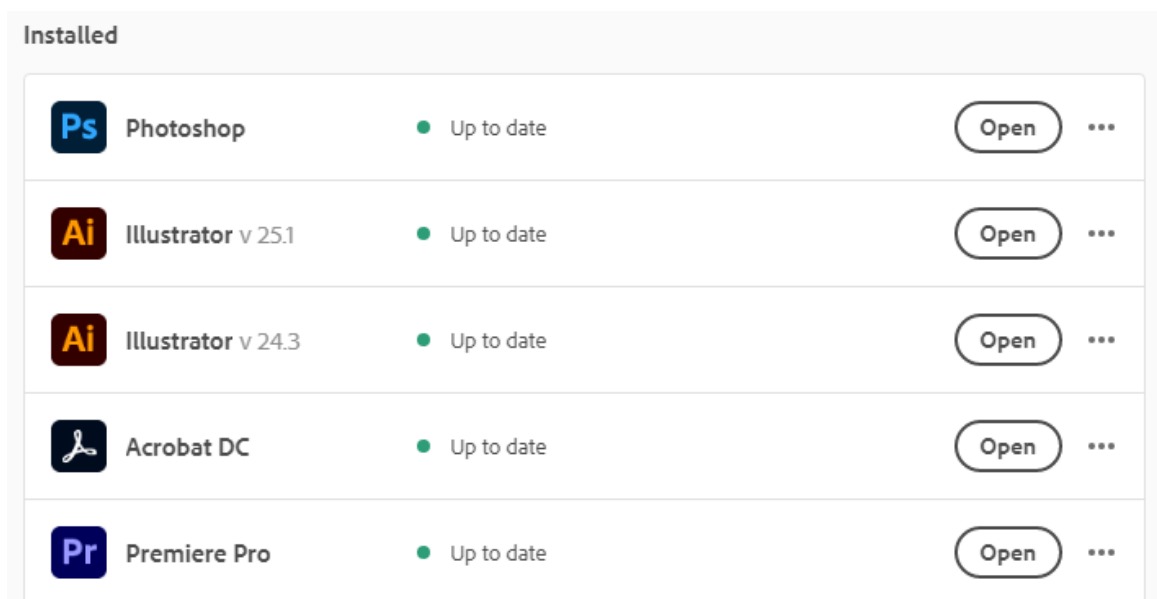 Installed
Ps Photoshop Up to date Open
Ai Illustrator v 25.1 Up to date Open
Ai Illustrator v 24.3 Up to date Open
Acrobat DC Up to date Open
Pr Premiere Pro Up to date Open